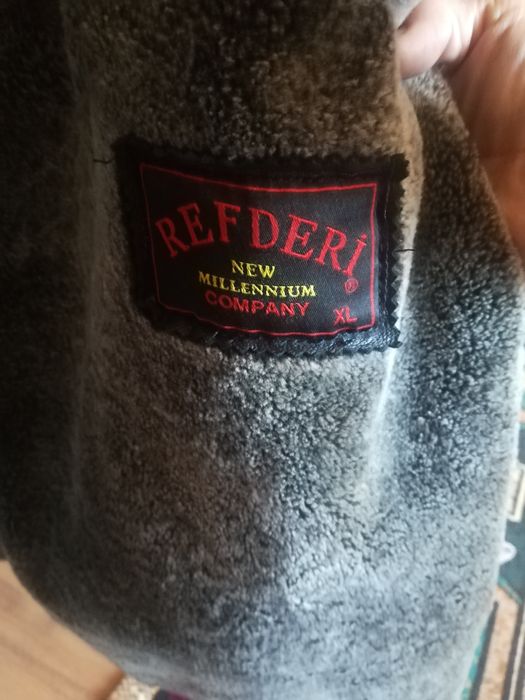 REFDERİ
NEW
MILLENNIUM
COMPANY
XL
®